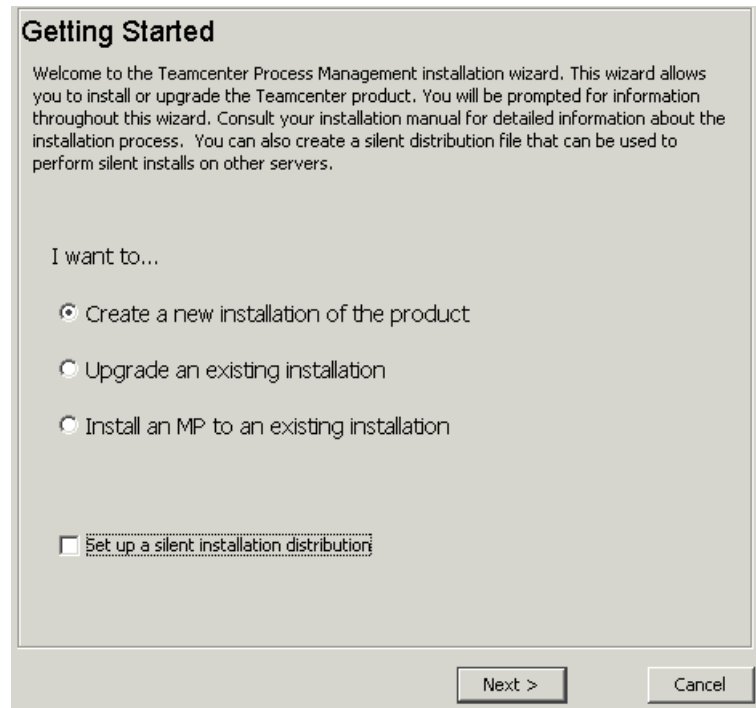 Getting Started
Welcome to the Teamcenter Process Management installation wizard. This wizard allows
you to install or upgrade the Teamcenter product. You will be prompted for information
throughout this wizard. Consult your installation manual for detailed information about the
installation process.  You can also create a silent distribution file that can be used to
perform silent installs on other servers.
I want to...
Create a new installation of the product
Upgrade an existing installation
Install an MP to an existing installation
Set up a silent installation distribution
Next >
Cancel